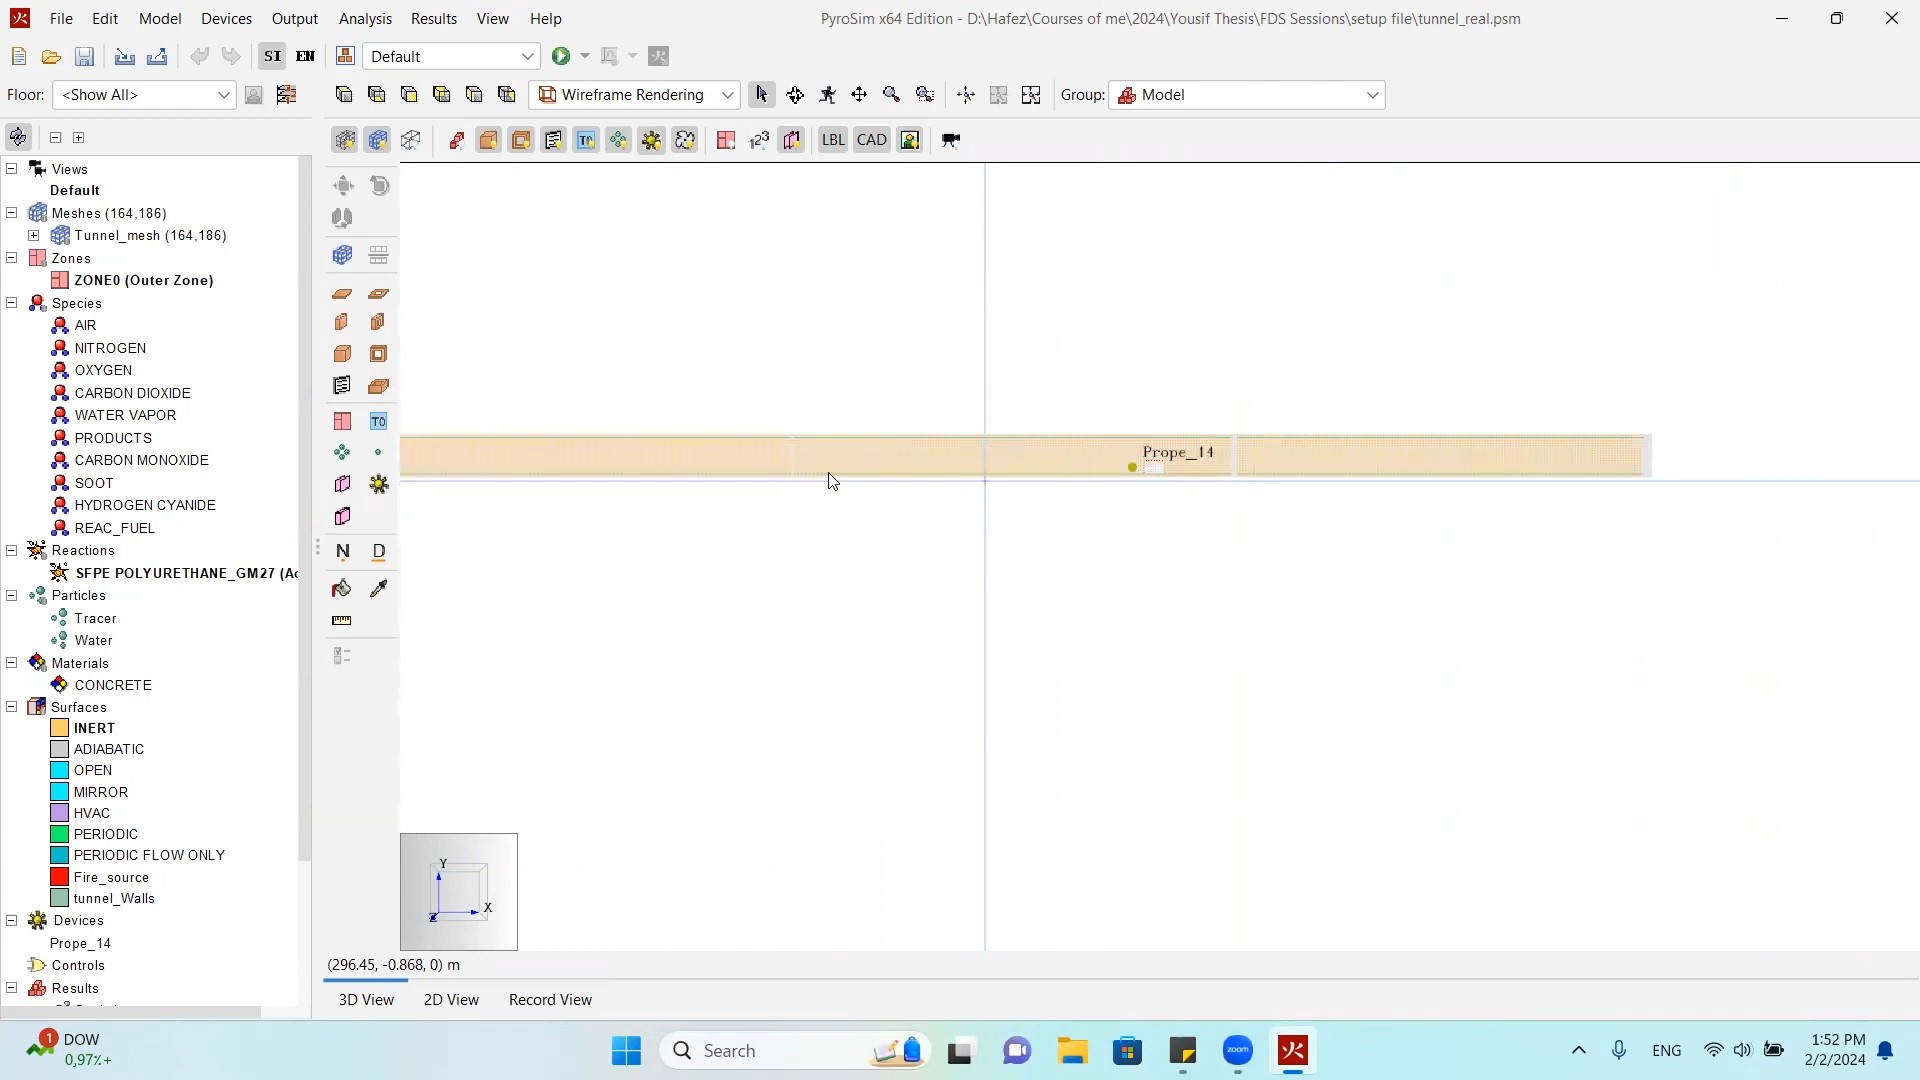 File Edit Model Devices Output Analysis Results View Help
PyroSim x64 Edition - D:\Hafez\Courses of me\2024\Yousif Thesis\FDS Sessions\setup file\tunnel_real.psm
SI EN Default
Floor: <Show All> Wireframe Rendering Group: Model
LBL CAD
Views
Default
Meshes (164,186)
Tunnel_mesh (164,186)
Zones
ZONE0 (Outer Zone)
Species
AIR
NITROGEN
OXYGEN
CARBON DIOXIDE
WATER VAPOR
PRODUCTS
CARBON MONOXIDE
SOOT
HYDROGEN CYANIDE
REAC_FUEL
Reactions
SFPE POLYURETHANE_GM27 (Ac
Particles
Tracer
Water
Materials
CONCRETE
Surfaces
INERT
ADIABATIC
OPEN
MIRROR
HVAC
PERIODIC
PERIODIC FLOW ONLY
Fire_source
tunnel_Walls
Devices
Prope_14
Controls
Results
T0
N D
Prope_14
Y
X
Z
(296.45, -0.868, 0) m
3D View 2D View Record View
1
DOW
0,97%+
Search
zoom
ENG
1:52 PM
2/2/2024